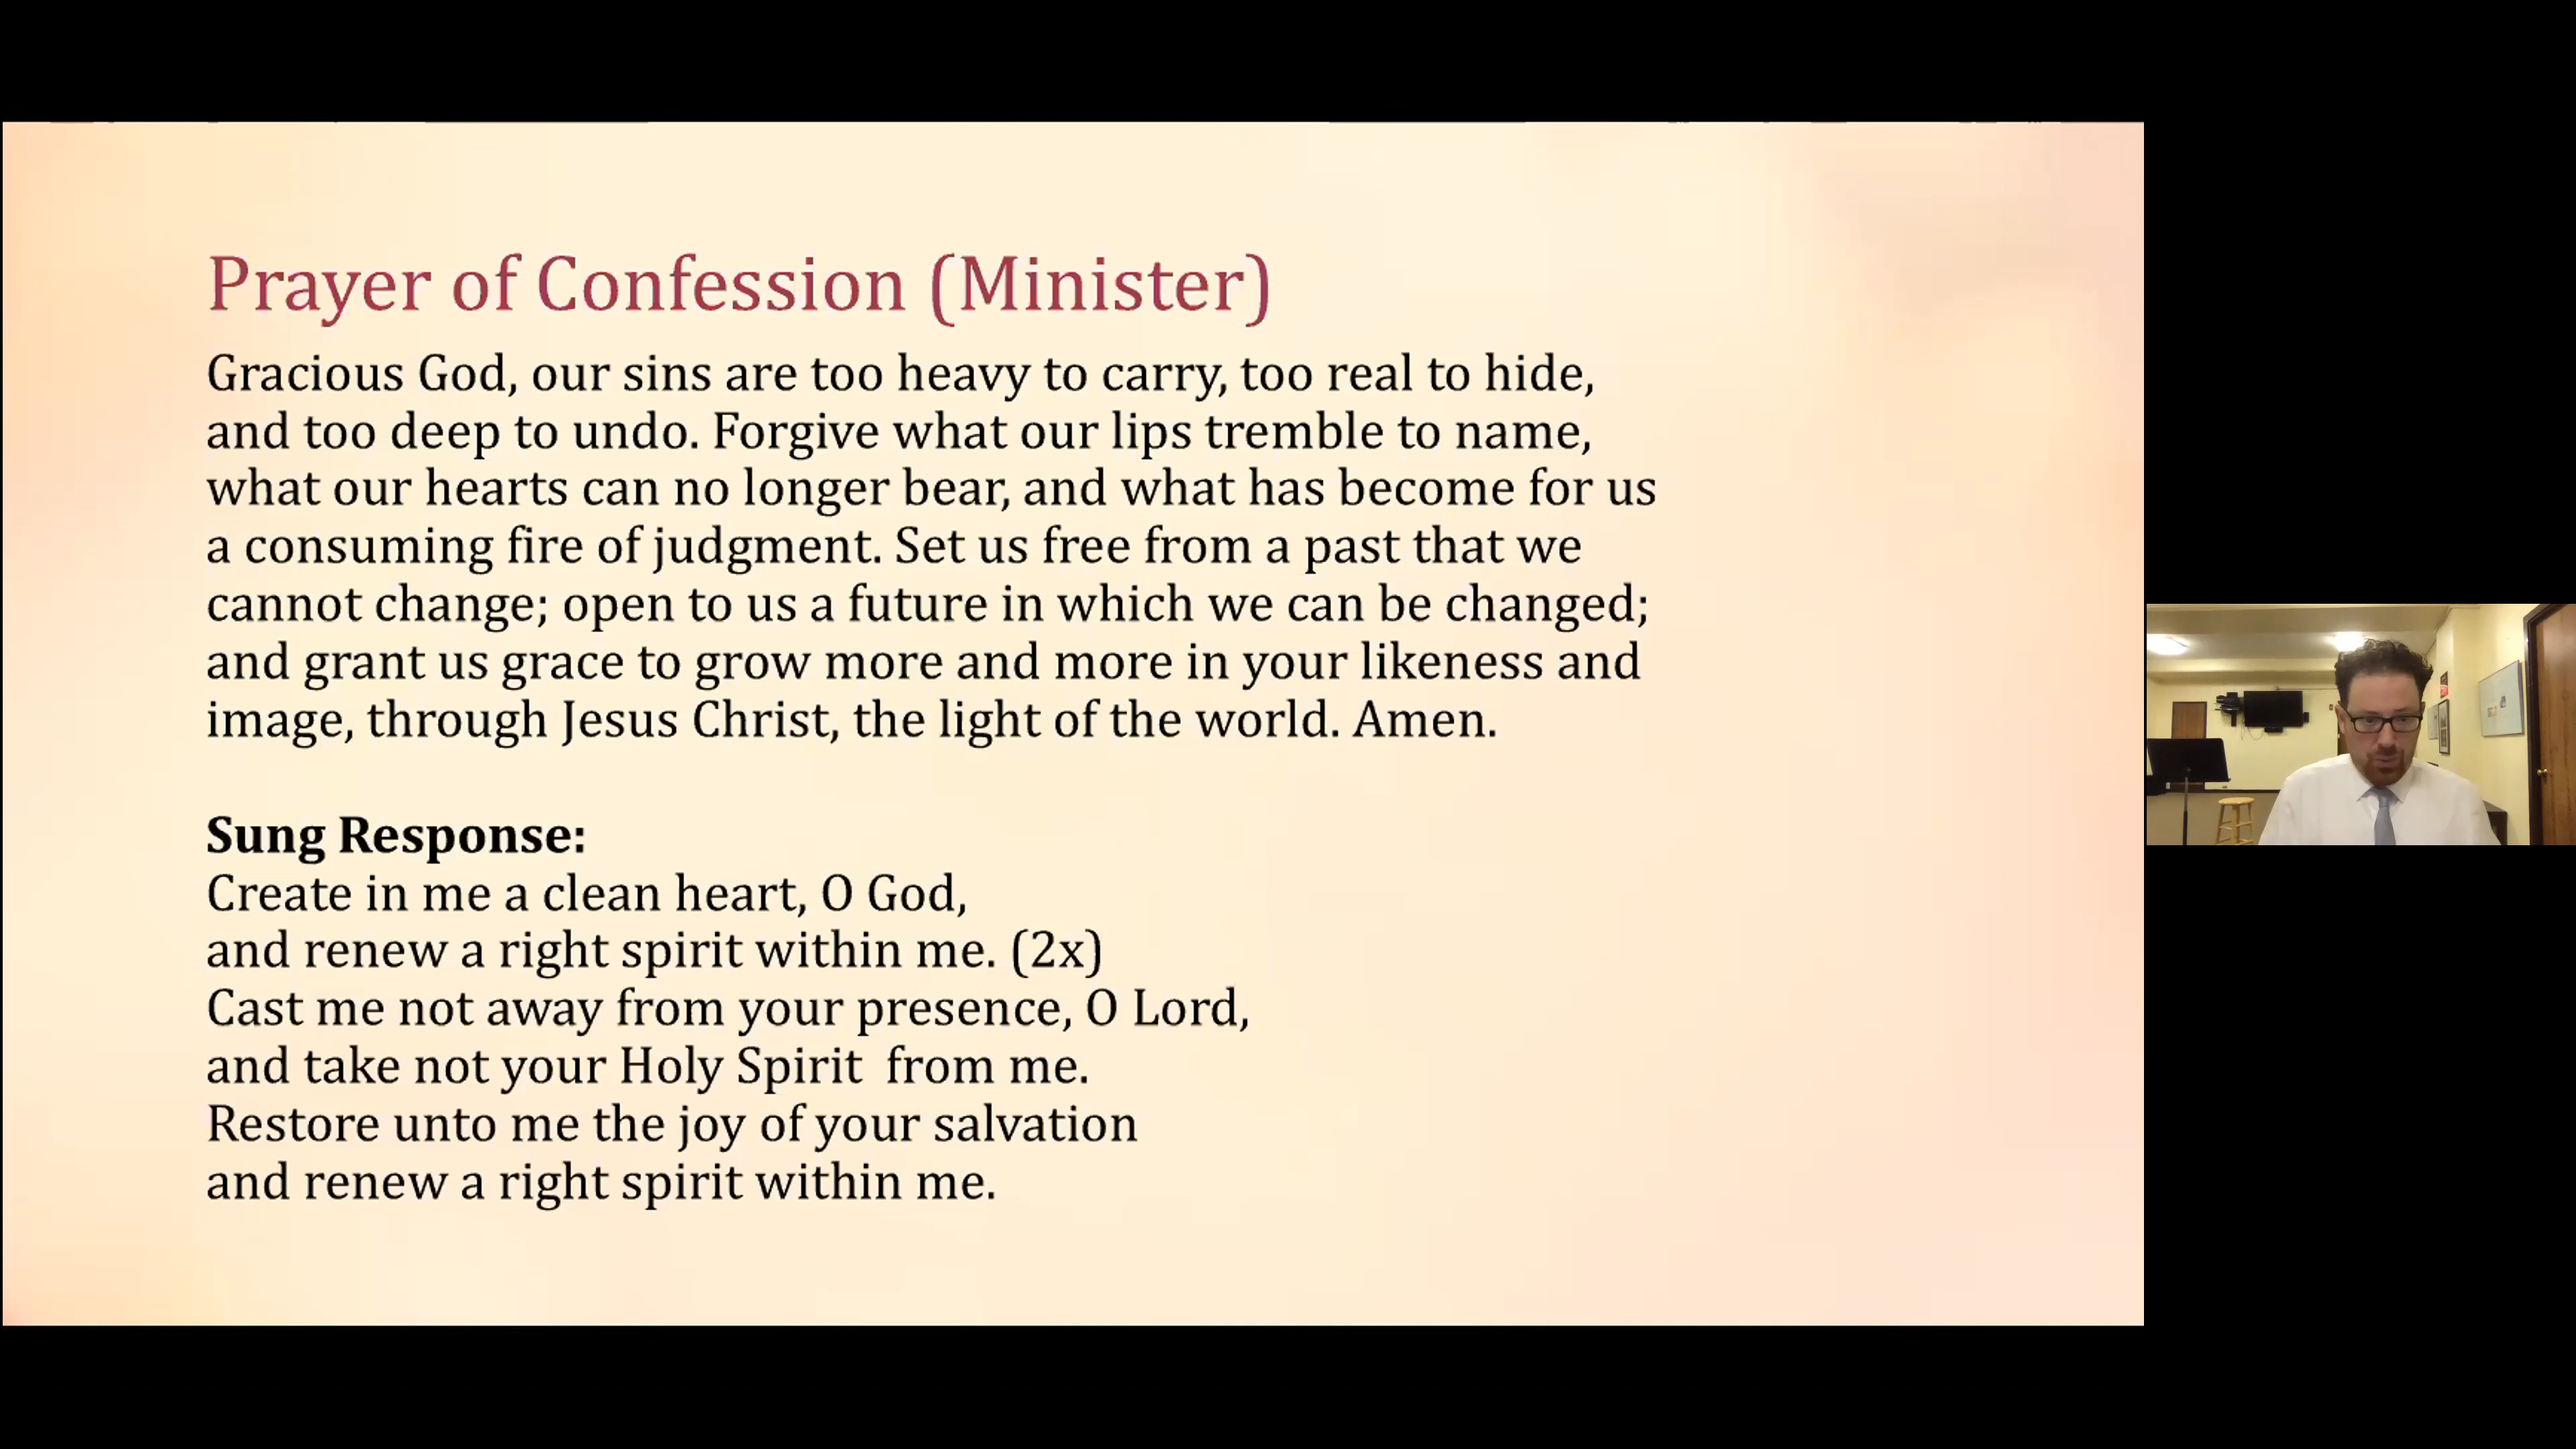 Prayer of Confession (Minister)
Gracious God, our sins are too heavy to carry, too real to hide,
and too deep to undo. Forgive what our lips tremble to name,
what our hearts can no longer bear, and what has become for us
a consuming fire of judgment. Set us free from a past that we
cannot change; open to us a future in which we can be changed;
and grant us grace to grow more and more in your likeness and
image, through Jesus Christ, the light of the world. Amen.
Sung Response:
Create in me a clean heart, O God,
and renew a right spirit within me. (2x)
Cast me not away from your presence, O Lord,
and take not your Holy Spirit  from me.
Restore unto me the joy of your salvation
and renew a right spirit within me.